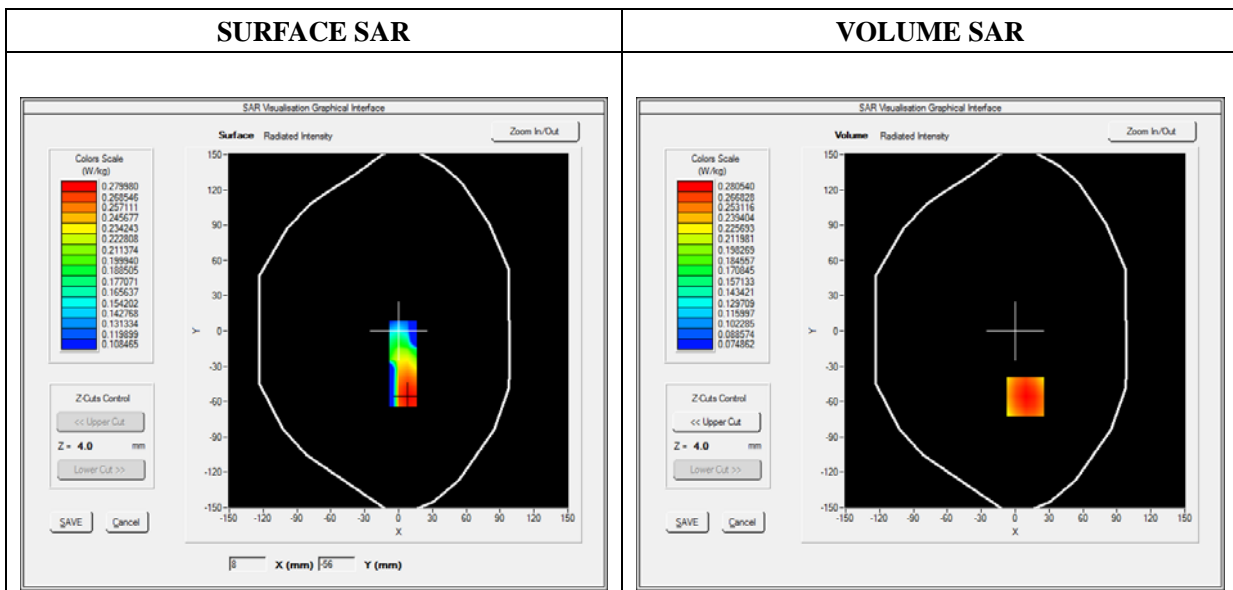 SURFACE SAR
SAR Visualisation Graphical Interface
Surface Radiated Intensity
Zoom In/Out
Colors Scale
(W/kg)
0.279980
0.268546
0.257111
0.245677
0.234243
0.222808
0.211374
0.199940
0.188505
0.177071
0.165637
0.154202
0.142768
0.131334
0.119899
0.108465
Z-Cuts Control
<< Upper Cut
Z = 4.0 mm
Lower Cut >>
SAVE Cancel
150
120
90
60
30
0
-30
-60
-90
-120
-150
Y
-150 -120 -90 -60 -30 0 30 60 90 120 150
X
8 X (mm) -56 Y (mm)
VOLUME SAR
SAR Visualisation Graphical Interface
Volume Radiated Intensity
Zoom In/Out
Colors Scale
(W/kg)
0.280540
0.266828
0.253116
0.239404
0.225693
0.211981
0.198269
0.184557
0.170845
0.157133
0.143421
0.129709
0.115997
0.102285
0.088574
0.074862
Z-Cuts Control
<< Upper Cut
Z = 4.0 mm
Lower Cut >>
SAVE Cancel
150
120
90
60
30
0
-30
-60
-90
-120
-150
Y
-150 -120 -90 -60 -30 0 30 60 90 120 150
X